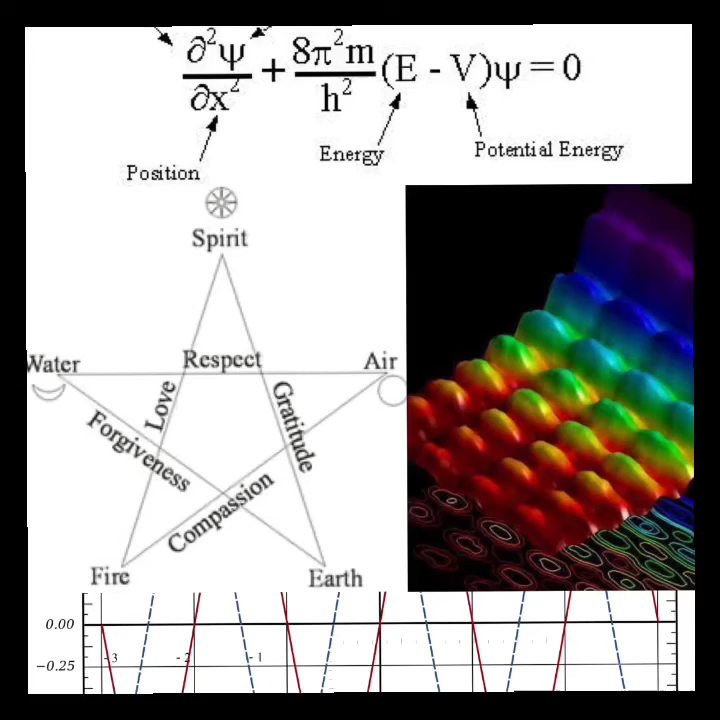 ∂²ψ/∂x² + 8π²m/h² (E - V)ψ = 0
Position
Energy
Potential Energy
Spirit
Water
Respect
Air
Love
Gratitude
Forgiveness
Compassion
Fire
Earth
0.00
-3 -2 -1
−0.25